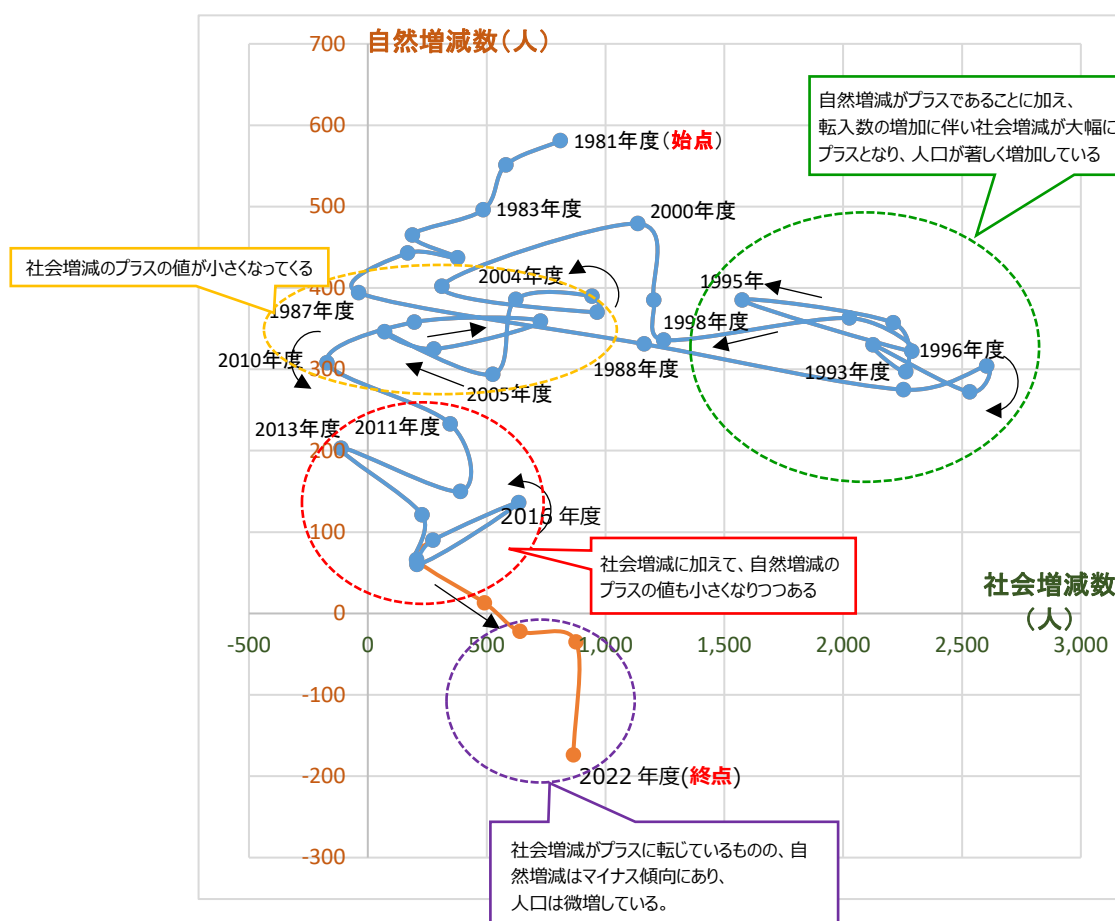 自然増減数（人）
700
600
500
400
300
200
100
0
-100
-200
-300
-500
0
500
1,000
1,500
2,000
2,500
3,000
社会増減数
（人）
自然増減がプラスであることに加え、
転入数の増加に伴い社会増減が大幅に
プラスとなり、人口が著しく増加している
1981年度（始点）
1983年度
2000年度
社会増減のプラスの値が小さくなってくる
2004年度
1995年
1987年度
1998年度
2010年度
1988年度
1996年度
1993年度
2005年度
2013年度
2011年度
2016 年度
社会増減に加えて、自然増減の
プラスの値も小さくなりつつある
2022 年度(終点)
社会増減がプラスに転じているものの、自
然増減はマイナス傾向にあり、
人口は微増している。